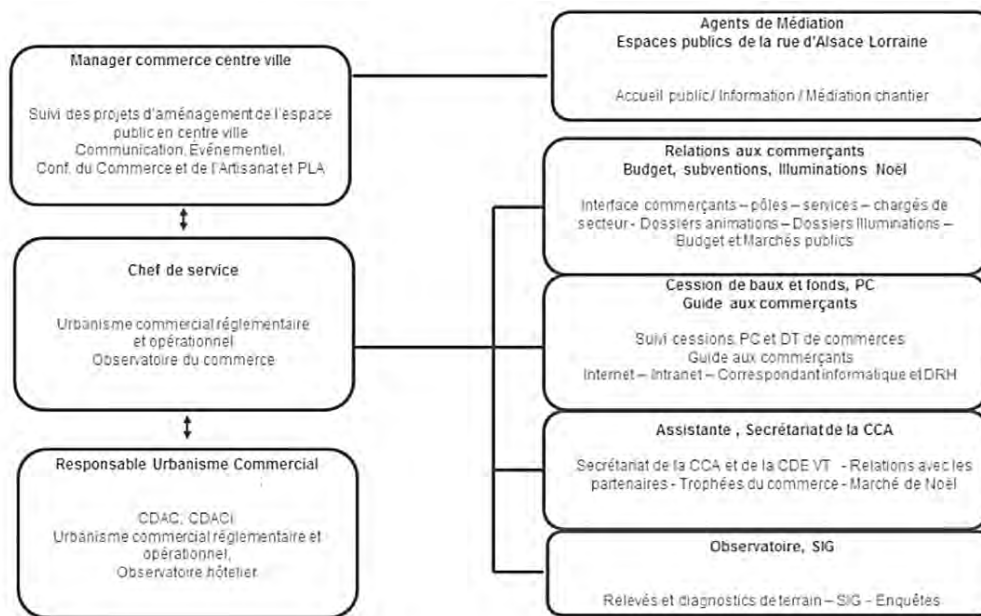 Manager commerce centre ville
Suivi des projets d'aménagement de l'espace
public en centre ville
Communication, Événementiel,
Conf. du Commerce et de l'Artisanat et PLA
Chef de service
Urbanisme commercial réglementaire
et opérationnel
Observatoire du commerce
Responsable Urbanisme Commercial
CDAC, CDACi
Urbanisme commercial réglementaire et
opérationnel,
Observatoire hôtelier
Agents de Médiation
Espaces publics de la rue d'Alsace Lorraine
Accueil public / Information / Médiation chantier
Relations aux commerçants
Budget, subventions, Illuminations Noël
Interface commerçants – pôles – services – chargés de
secteur - Dossiers animations – Dossiers Illuminations –
Budget et Marchés publics
Cession de baux et fonds, PC
Guide aux commerçants
Suivi cessions, PC et DT de commerces
Guide aux commerçants
Internet – Intranet – Correspondant informatique et DRH
Assistante , Secrétariat de la CCA
Secrétariat de la CCA et de la CDE VT - Relations avec les
partenaires - Trophées du commerce - Marché de Noël
Observatoire, SIG
Relevés et diagnostics de terrain – SIG - Enquêtes